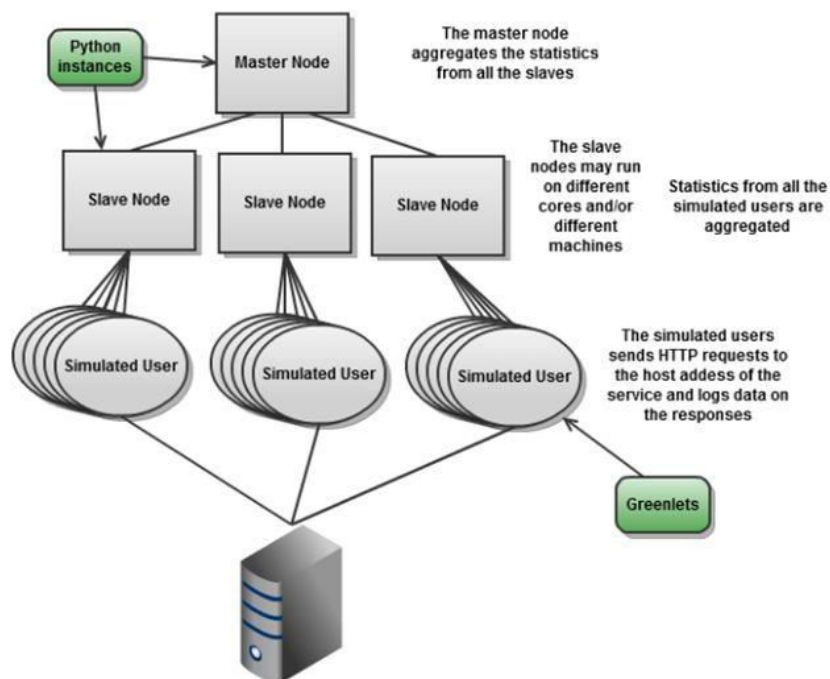 Python
instances
Master Node
The master node
aggregates the statistics
from all the slaves
Slave Node
Slave Node
Slave Node
The slave
nodes may run
on different
cores and/or
different
machines
Statistics from all the
simulated users are
aggregated
Simulated User
Simulated User
Simulated User
The simulated users
sends HTTP requests to
the host addess of the
service and logs data on
the responses
Greenlets